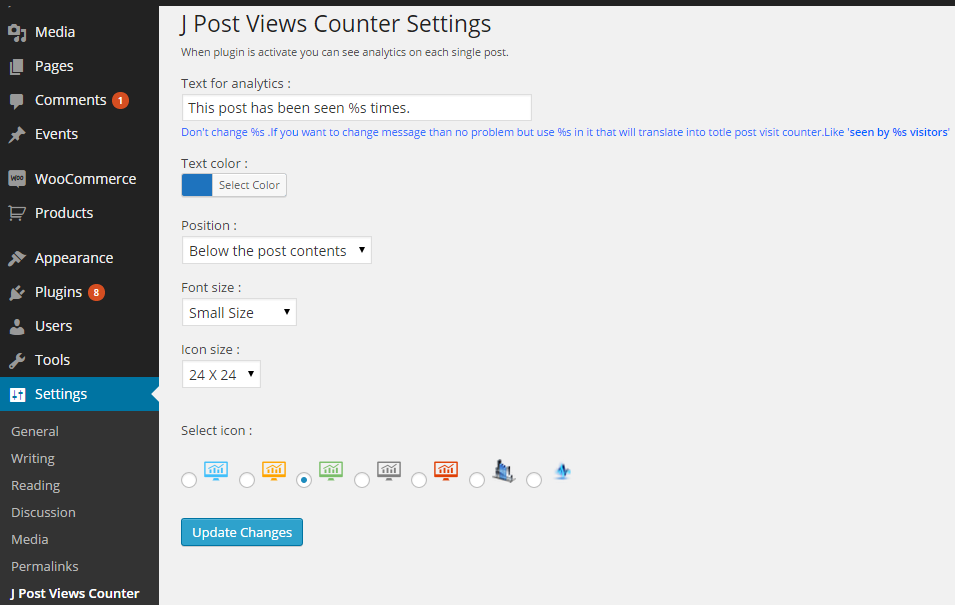 Media
Pages
Comments 1
Events
WOO WooCommerce
Products
Appearance
Plugins 8
Users
Tools
Settings
General
Writing
Reading
Discussion
Media
Permalinks
J Post Views Counter
J Post Views Counter Settings
When plugin is activate you can see analytics on each single post.
Text for analytics :
This post has been seen %s times.
Don't change %s .If you want to change message than no problem but use %s in it that will translate into totle post visit counter.Like 'seen by %s visitors'
Text color :
Select Color
Position :
Below the post contents
Font size :
Small Size
Icon size :
24 X 24
Select icon :
Update Changes